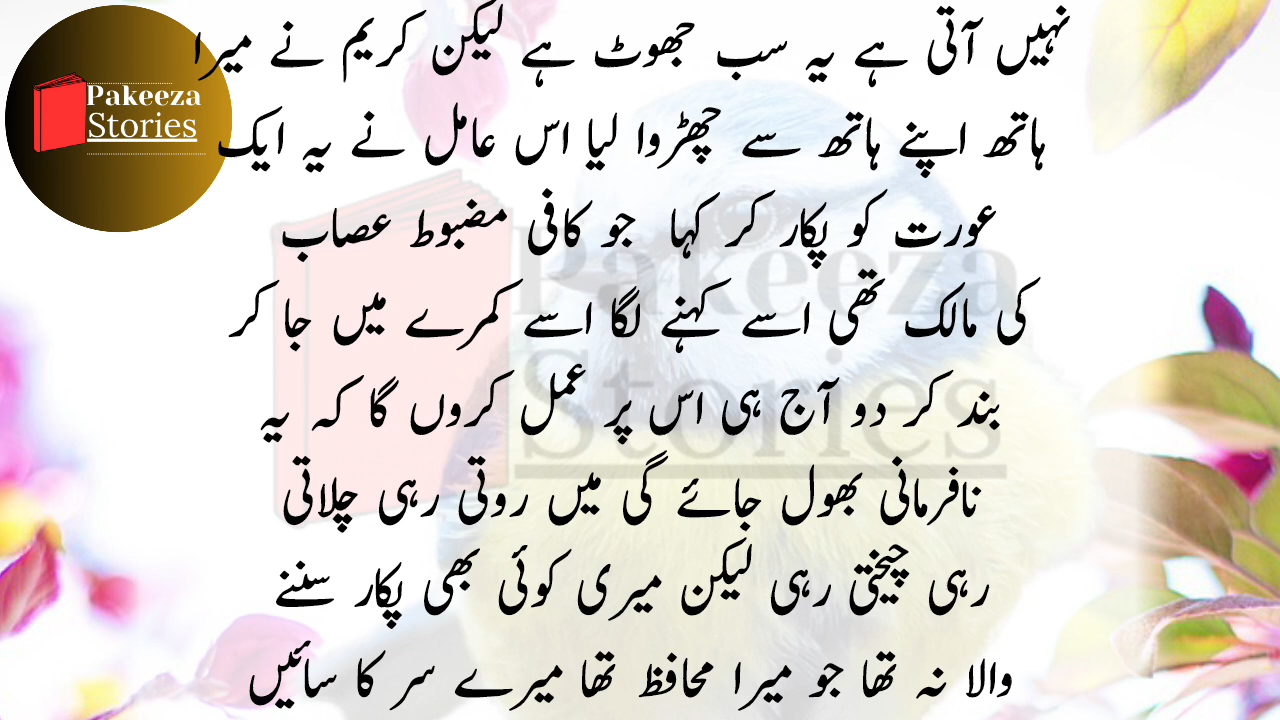 Pakeeza
Stories
نہیں آتی ہے یہ سب جھوٹ ہے لیکن کریم نے میرا
ہاتھ اپنے ہاتھ سے چھڑوا لیا اس عامل نے یہ ایک
عورت کو پکار کر کہا جو کافی مضبوط عصاب
کی مالک تھی اسے کہنے لگا اسے کمرے میں جا کر
بند کر دو آج ہی اس پر عمل کروں گا کہ یہ
نافرمانی بھول جائے گی میں روتی رہی چلاتی
رہی چیختی رہی لیکن میری کوئی بھی پکار سننے
والا نہ تھا جو میرا محافظ تھا میرے سر کا سائیں
Pakeeza
Stories